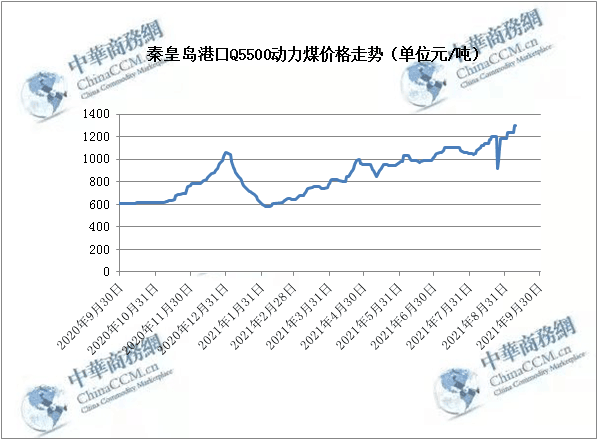 中華商務網
ChinaCCM.cn
China Commodity Marketplace
中華商務網
ChinaCCM.cn
China Commodity Marketplace
秦皇岛港口Q5500动力煤价格走势（单位元/吨）
1400
1200
1000
800
600
400
200
0
2020年9月30日
2020年10月31日
2020年11月30日
2020年12月31日
2021年1月31日
2021年2月28日
2021年3月31日
2021年4月30日
2021年5月31日
2021年6月30日
2021年7月31日
2021年8月31日
2021年9月30日
中華商務網
ChinaCCM.cn
China Commodity Marketplace
中華商務網
ChinaCCM.cn
China Commodity Marketplace